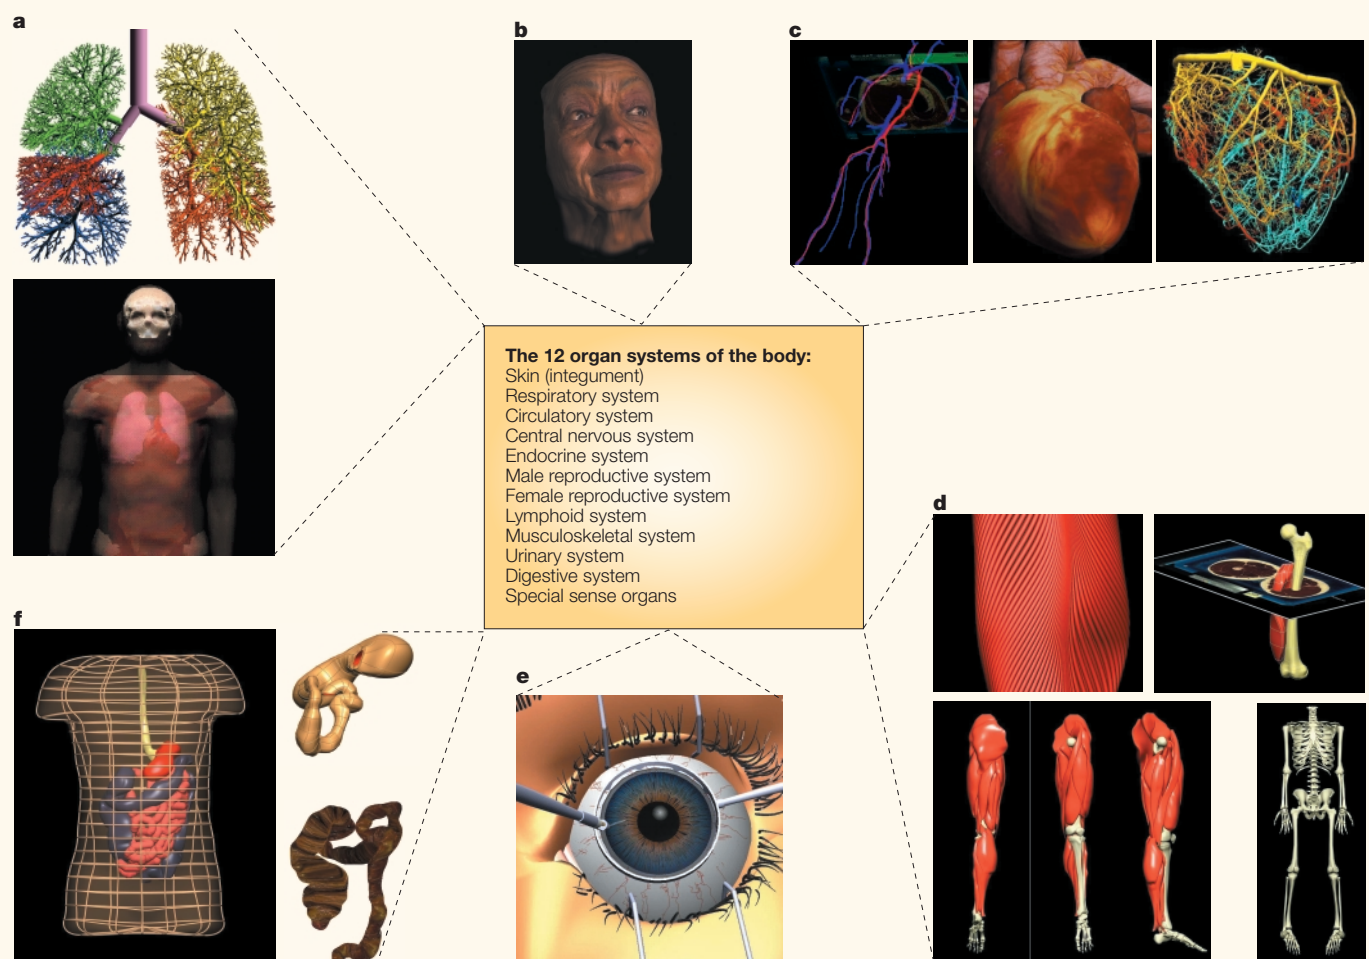 a
b
c
The 12 organ systems of the body:
Skin (integument)
Respiratory system
Circulatory system
Central nervous system
Endocrine system
Male reproductive system
Female reproductive system
Lymphoid system
Musculoskeletal system
Urinary system
Digestive system
Special sense organs
d
f
e